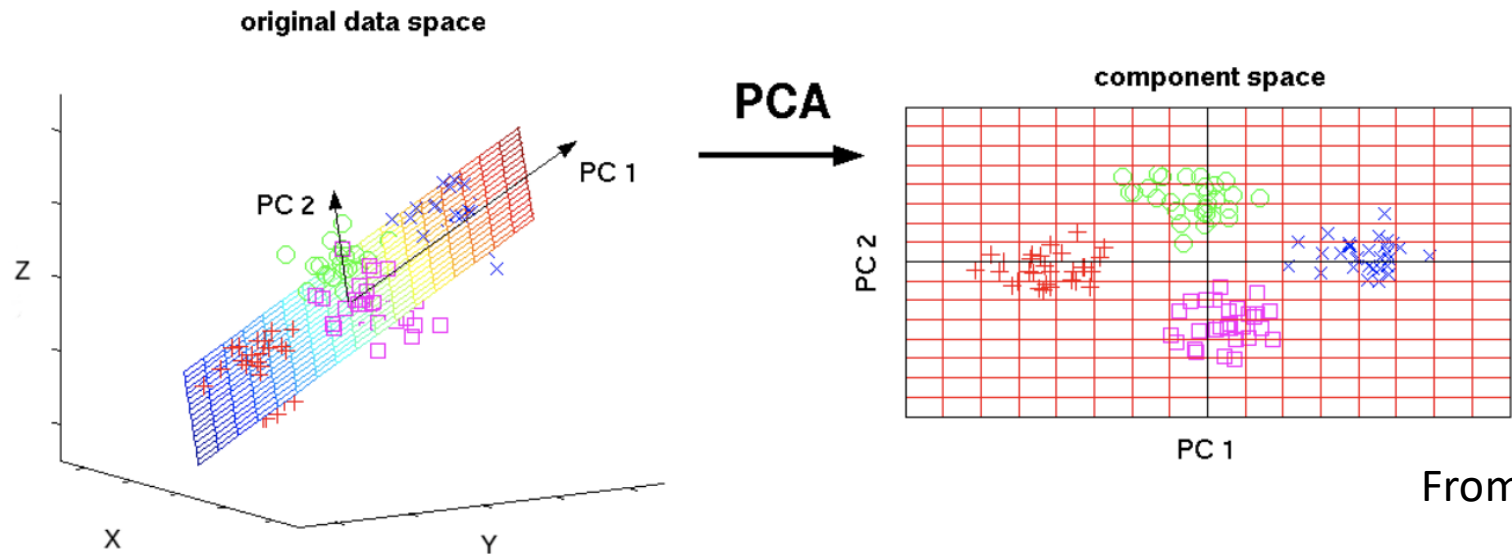 original data space
PCA
component space
PC 1
PC 2
Z
X
Y
PC 2
PC 1
From